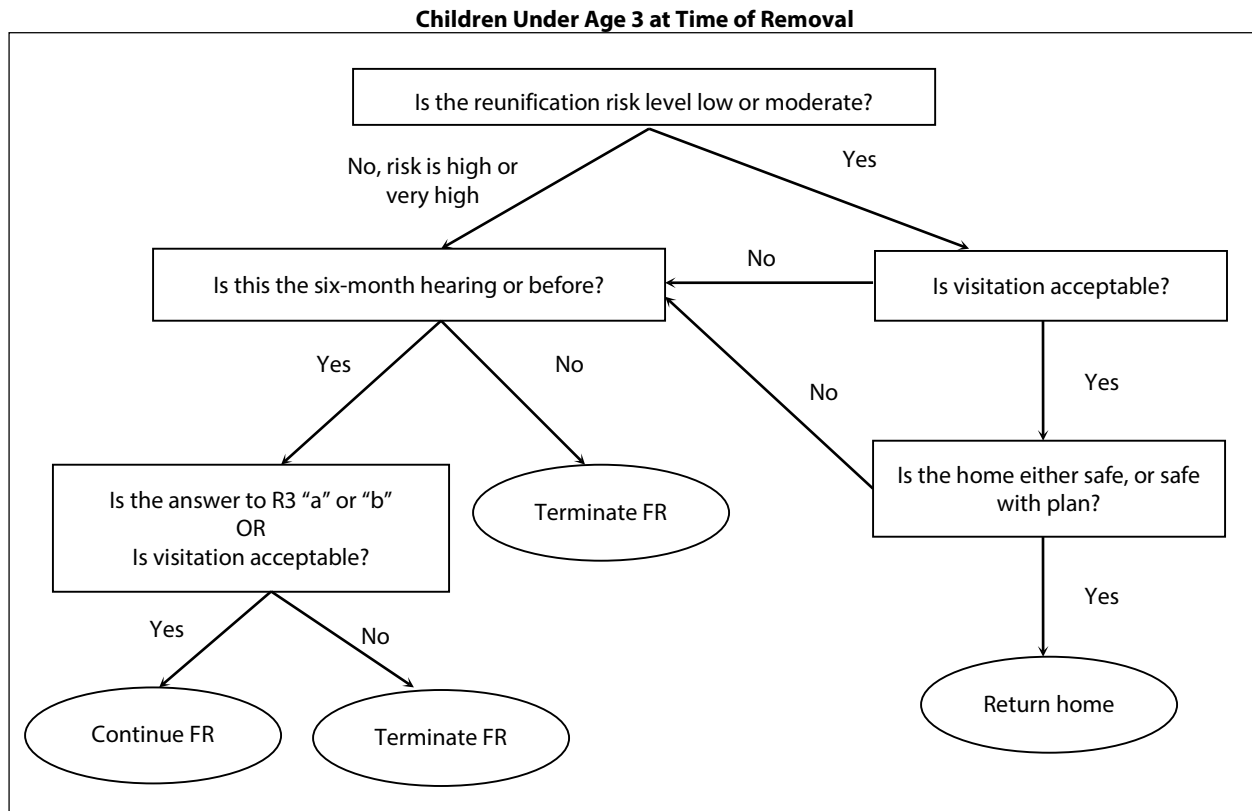 Children Under Age 3 at Time of Removal
Is the reunification risk level low or moderate?
No, risk is high or
very high
Yes
Is this the six-month hearing or before?
No
Is visitation acceptable?
Yes
No
No
Yes
Is the answer to R3 “a” or “b”
OR
Is visitation acceptable?
Terminate FR
Is the home either safe, or safe
with plan?
Yes
No
Yes
Continue FR
Terminate FR
Return home